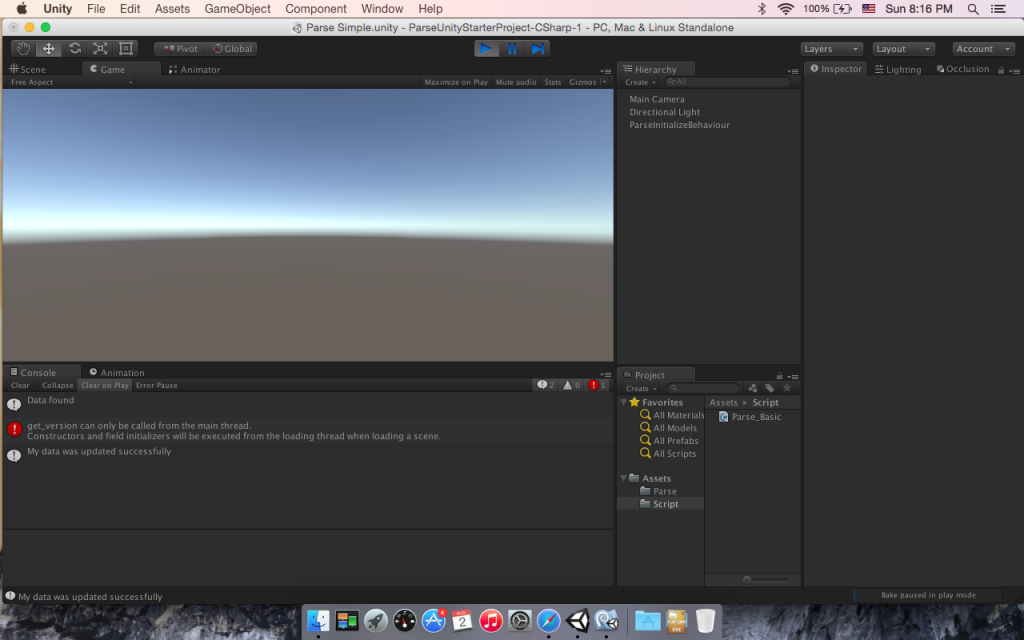 Unity File Edit Assets GameObject Component Window Help 100% Sun 8:16 PM
Parse Simple.unity - ParseUnityStarterProject-CSharp-1 - PC, Mac & Linux Standalone
Pivot Global Layers Layout Account
Scene Game Animator
Free Aspect Maximize on Play Mute audio Stats Gizmos
Hierarchy
Create All
Main Camera
Directional Light
ParseInitializeBehaviour
Inspector Lighting Occlusion
Console Animation
Clear Collapse Clear on Play Error Pause 2 0 1
Data found
get_version can only be called from the main thread.
Constructors and field initializers will be executed from the loading thread when loading a scene.
My data was updated successfully
Project
Create
Favorites
All Materials
All Models
All Prefabs
All Scripts
Assets
Parse
Script
Assets Script
Parse_Basic
My data was updated successfully
Bake paused in play mode
2